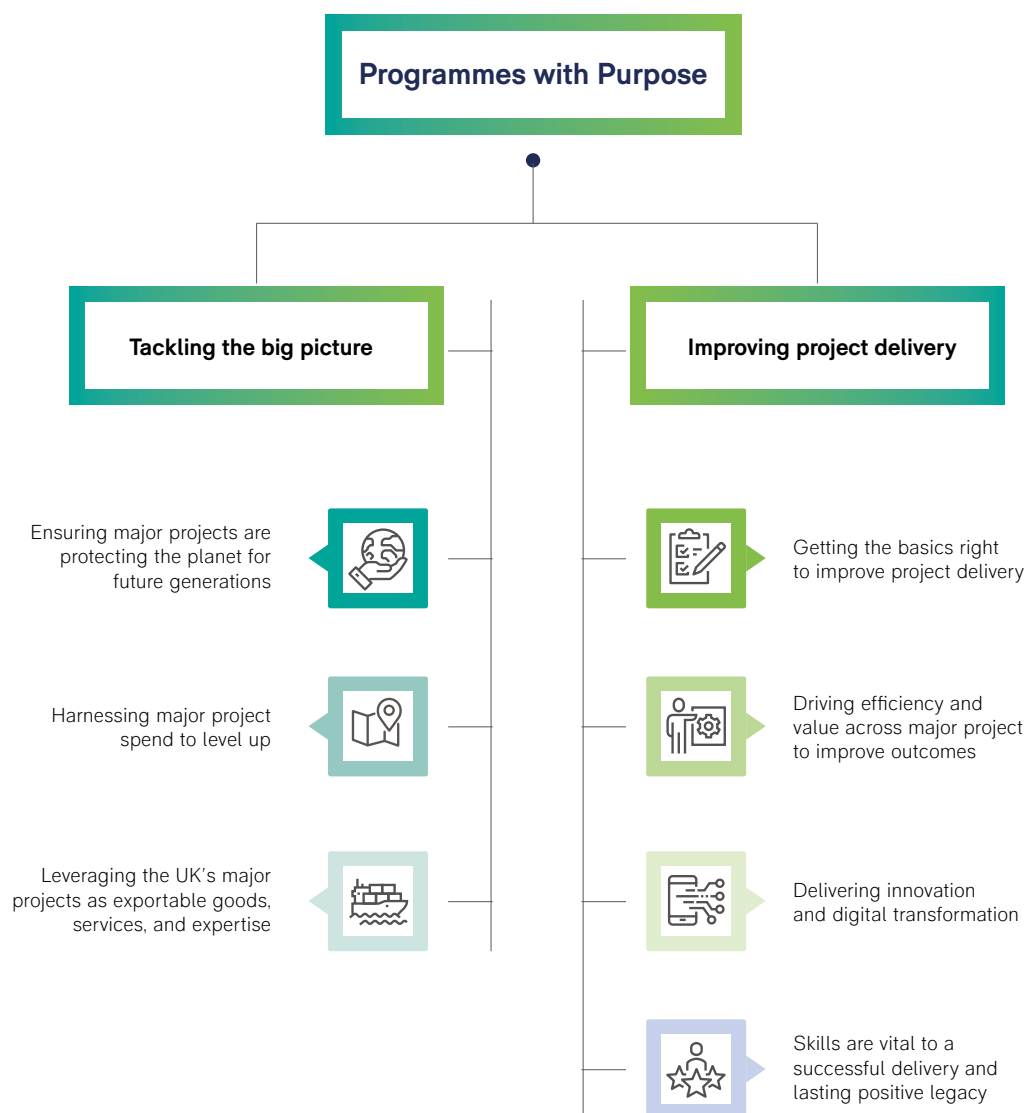 Programmes with Purpose
Tackling the big picture
Ensuring major projects are
protecting the planet for
future generations
Harnessing major project
spend to level up
Leveraging the UK's major
projects as exportable goods,
services, and expertise
Improving project delivery
Getting the basics right
to improve project delivery
Driving efficiency and
value across major project
to improve outcomes
Delivering innovation
and digital transformation
Skills are vital to a
successful delivery and
lasting positive legacy